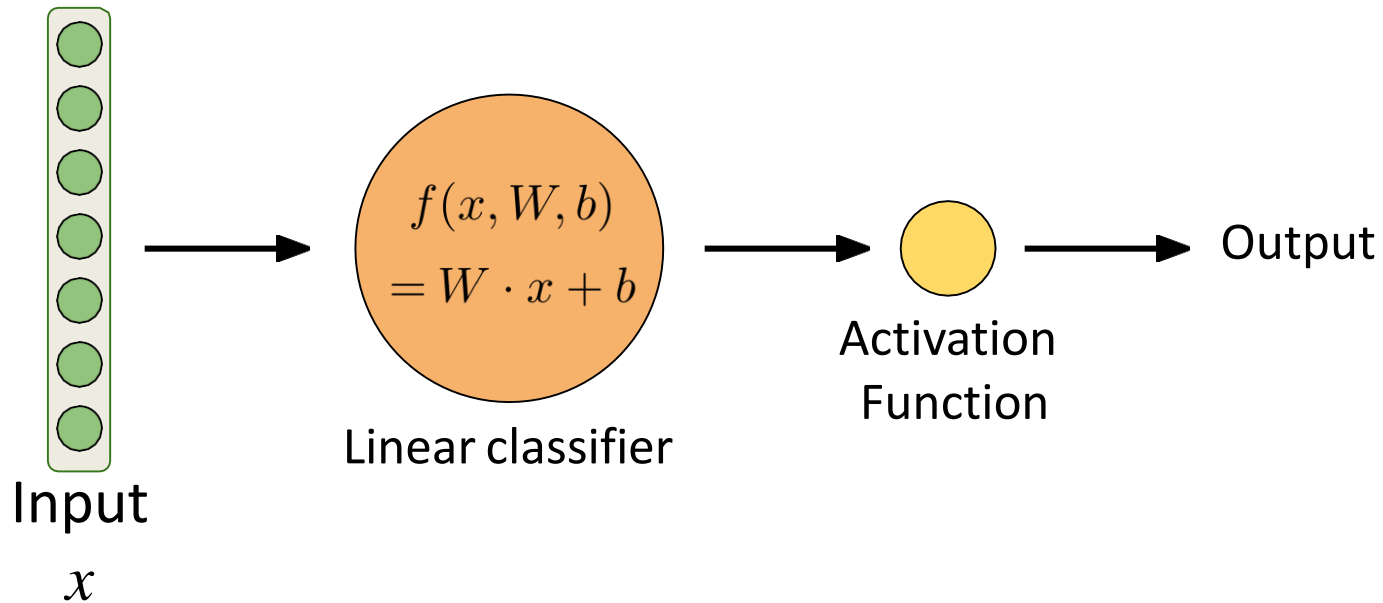 Input
x
f(x, W, b)
= W · x + b
Linear classifier
Activation
Function
Output